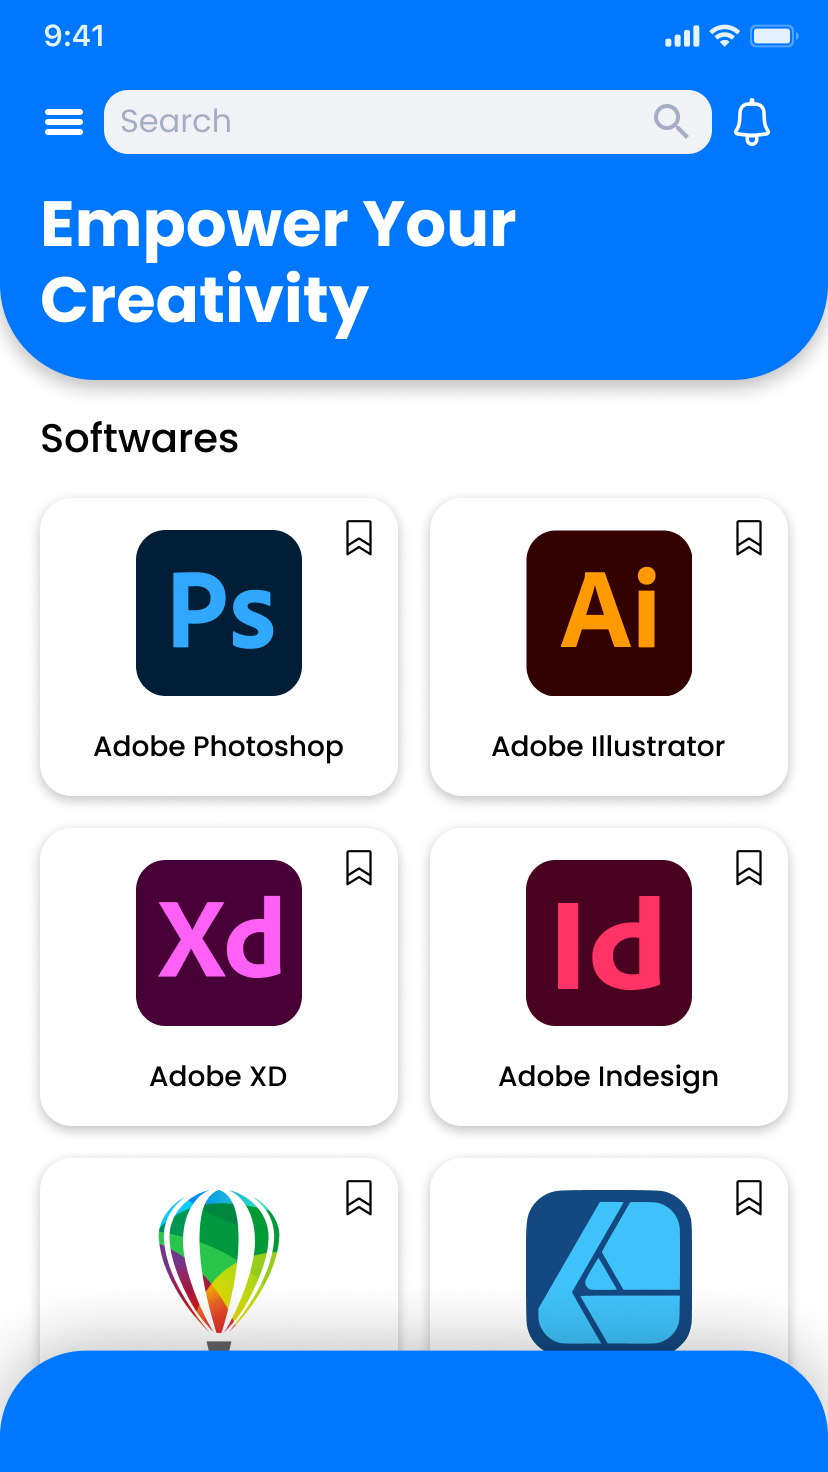 9:41
Search
Empower Your
Creativity
Softwares
Ps
Ai
Adobe Photoshop
Adobe Illustrator
Xd
Id
Adobe XD
Adobe Indesign